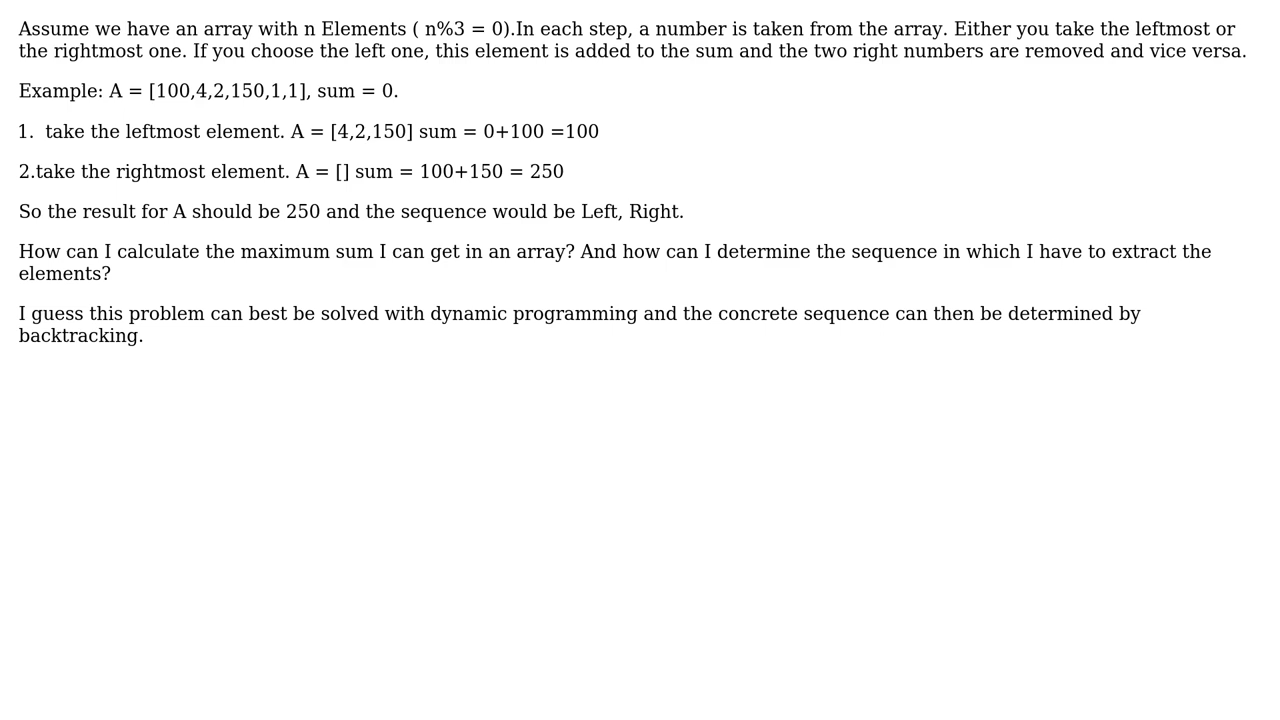 Assume we have an array with n Elements ( n%3 = 0).In each step, a number is taken from the array. Either you take the leftmost or
the rightmost one. If you choose the left one, this element is added to the sum and the two right numbers are removed and vice versa.
Example: A = [100,4,2,150,1,1], sum = 0.
1.  take the leftmost element. A = [4,2,150] sum = 0+100 =100
2.take the rightmost element. A = [] sum = 100+150 = 250
So the result for A should be 250 and the sequence would be Left, Right.
How can I calculate the maximum sum I can get in an array? And how can I determine the sequence in which I have to extract the
elements?
I guess this problem can best be solved with dynamic programming and the concrete sequence can then be determined by
backtracking.